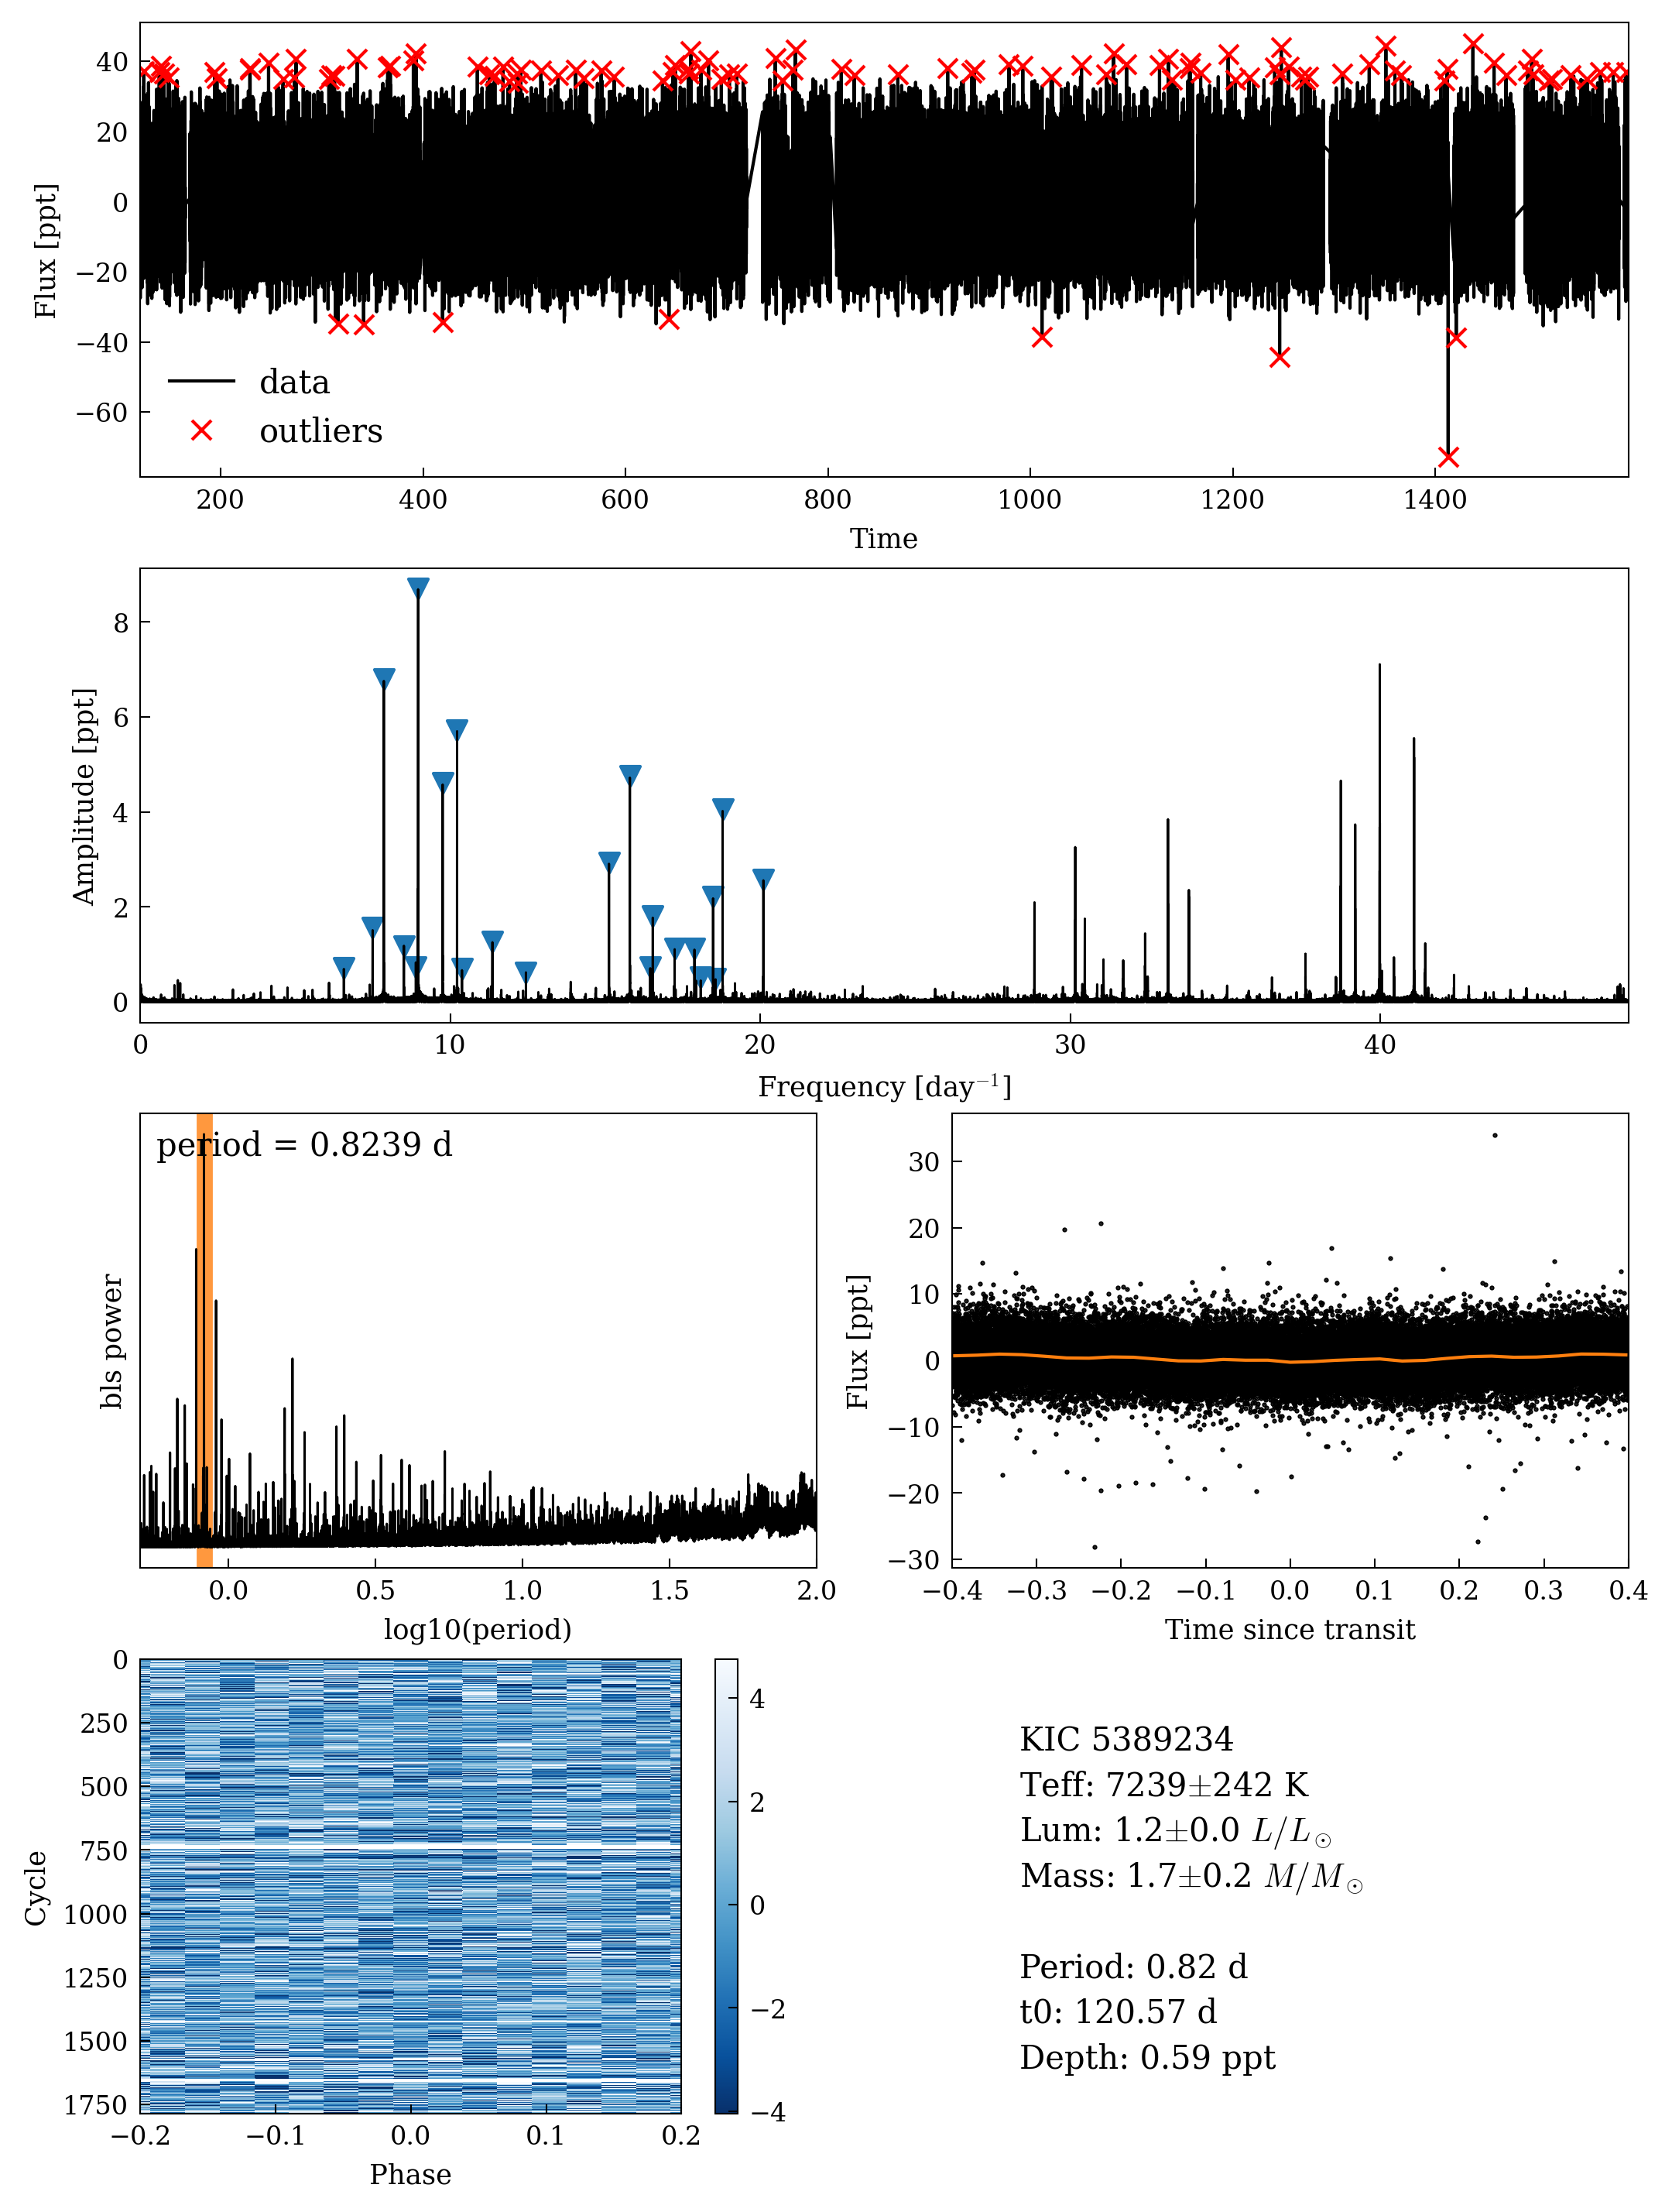 40
20
0
−20
−40
−60
Flux [ppt]
data
outliers
200 400 600 800 1000 1200 1400
Time
8
6
4
2
0
Amplitude [ppt]
0 10 20 30 40
Frequency [day⁻¹]
period = 0.8239 d
bls power
0.0 0.5 1.0 1.5 2.0
log10(period)
30
20
10
0
−10
−20
−30
Flux [ppt]
−0.4 −0.3 −0.2 −0.1 0.0 0.1 0.2 0.3 0.4
Time since transit
0
250
500
750
1000
1250
1500
1750
Cycle
−0.2 −0.1 0.0 0.1 0.2
Phase
4
2
0
−2
−4
KIC 5389234
Teff: 7239±242 K
Lum: 1.2±0.0 L/L☉
Mass: 1.7±0.2 M/M☉
Period: 0.82 d
t0: 120.57 d
Depth: 0.59 ppt